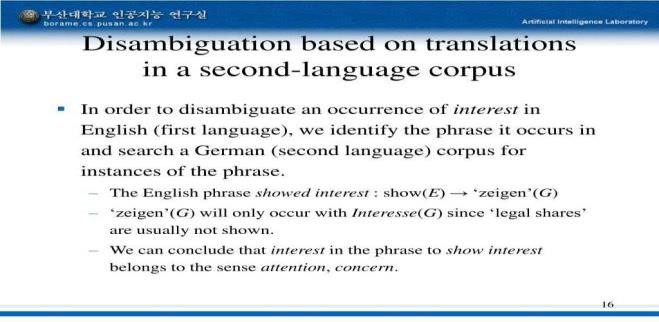 부산대학교 인공지능 연구실
borame.cs.pusan.ac.kr
Artificial Intelligence Laboratory
Disambiguation based on translations
in a second-language corpus
In order to disambiguate an occurrence of interest in
English (first language), we identify the phrase it occurs in
and search a German (second language) corpus for
instances of the phrase.
– The English phrase showed interest : show(E) → ‘zeigen’(G)
– ‘zeigen’(G) will only occur with Interesse(G) since ‘legal shares’
are usually not shown.
– We can conclude that interest in the phrase to show interest
belongs to the sense attention, concern.
16